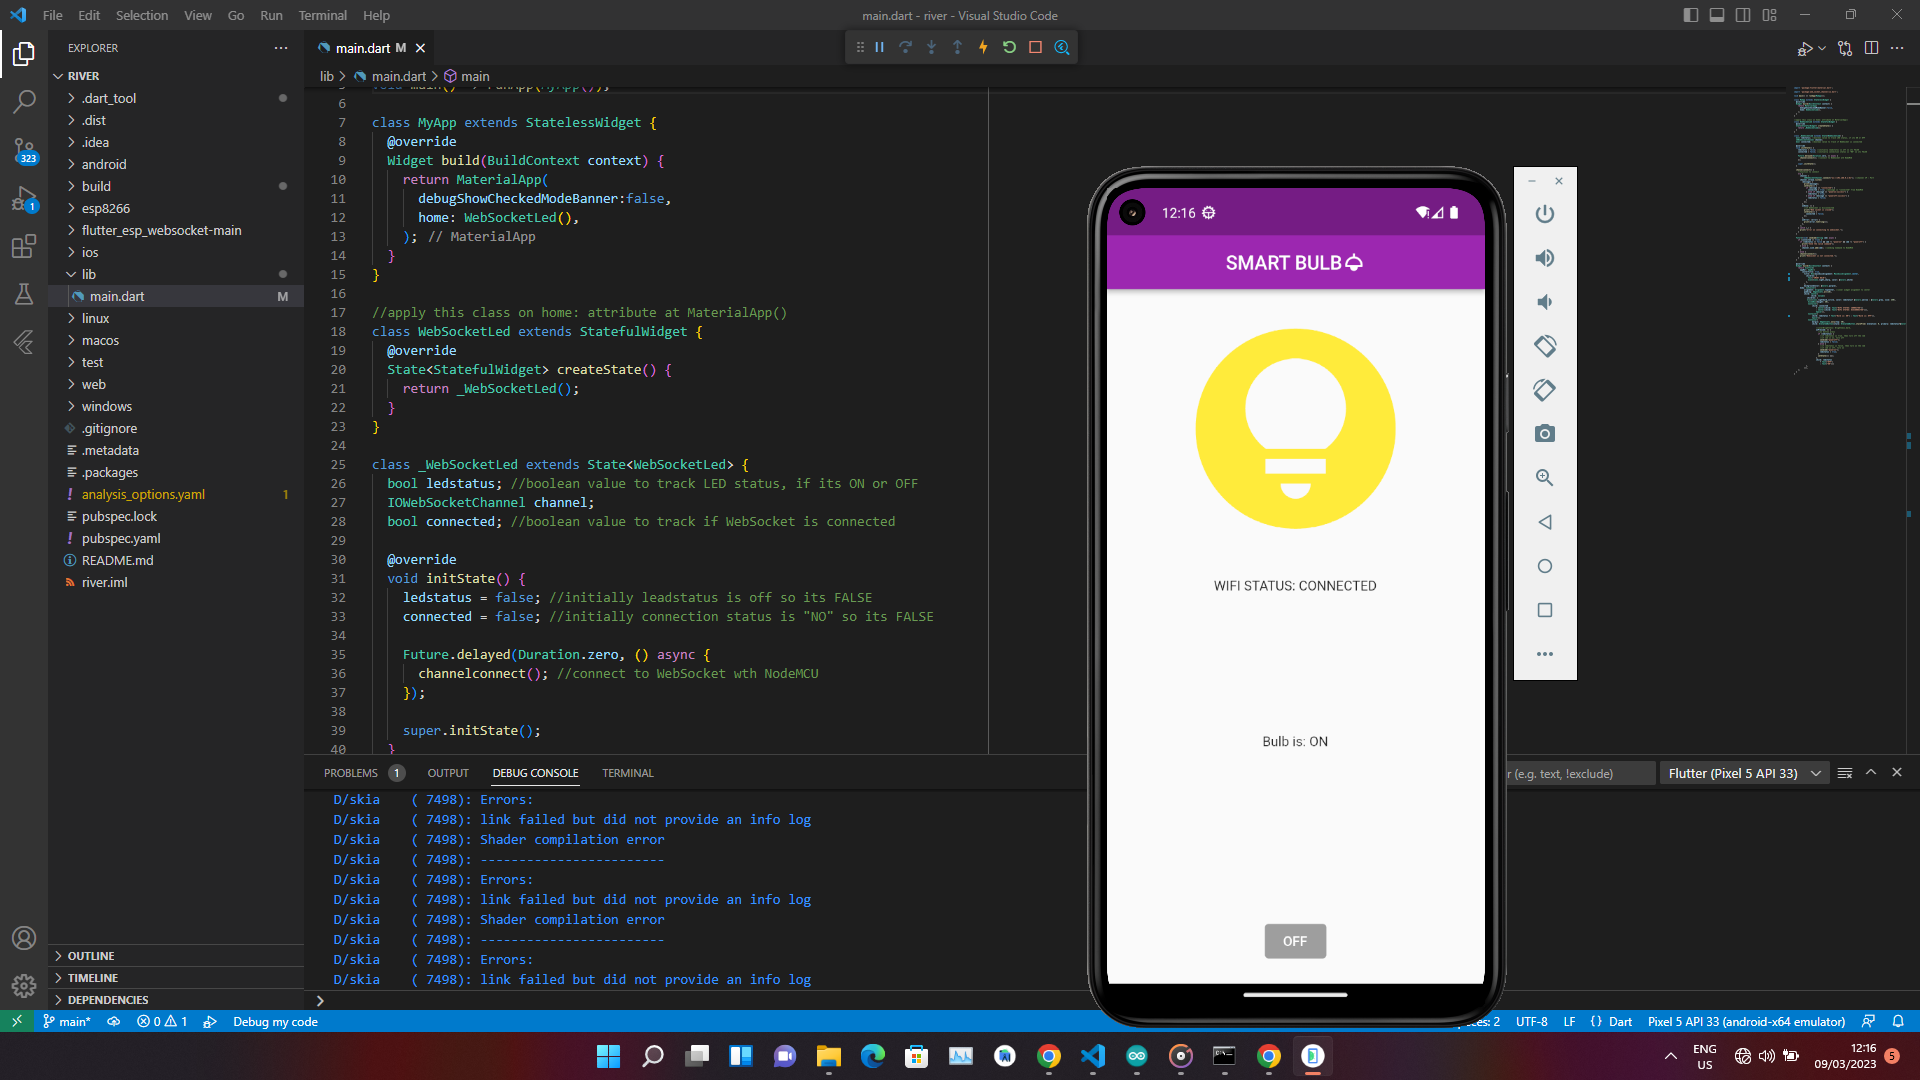 File Edit Selection View Go Run Terminal Help
main.dart - river - Visual Studio Code
EXPLORER
RIVER
.dart_tool
.dist
.idea
android
build
esp8266
flutter_esp_websocket-main
ios
lib
main.dart M
linux
macos
test
web
windows
.gitignore
.metadata
.packages
analysis_options.yaml 1
pubspec.lock
pubspec.yaml
README.md
river.iml
OUTLINE
TIMELINE
DEPENDENCIES
323
1
main.dart M
lib > main.dart > main
void main() => runApp(MyApp());
6
7 class MyApp extends StatelessWidget {
8 @override
9 Widget build(BuildContext context) {
10 return MaterialApp(
11 debugShowCheckedModeBanner:false,
12 home: WebSocketLed(),
13 ); // MaterialApp
14 }
15 }
16
17 //apply this class on home: attribute at MaterialApp()
18 class WebSocketLed extends StatefulWidget {
19 @override
20 State<StatefulWidget> createState() {
21 return _WebSocketLed();
22 }
23 }
24
25 class _WebSocketLed extends State<WebSocketLed> {
26 bool ledstatus; //boolean value to track LED status, if its ON or OFF
27 IOWebSocketChannel channel;
28 bool connected; //boolean value to track if WebSocket is connected
29
30 @override
31 void initState() {
32 ledstatus = false; //initially leadstatus is off so its FALSE
33 connected = false; //initially connection status is "NO" so its FALSE
34
35 Future.delayed(Duration.zero, () async {
36 channelconnect(); //connect to WebSocket wth NodeMCU
37 });
38
39 super.initState();
40 }
PROBLEMS 1 OUTPUT DEBUG CONSOLE TERMINAL
r (e.g. text, !exclude)
Flutter (Pixel 5 API 33)
D/skia ( 7498): Errors:
D/skia ( 7498): link failed but did not provide an info log
D/skia ( 7498): Shader compilation error
D/skia ( 7498): ------------------------
D/skia ( 7498): Errors:
D/skia ( 7498): link failed but did not provide an info log
D/skia ( 7498): Shader compilation error
D/skia ( 7498): ------------------------
D/skia ( 7498): Errors:
D/skia ( 7498): link failed but did not provide an info log
12:16
SMART BULB
WIFI STATUS: CONNECTED
Bulb is: ON
OFF
main* 0 1 Debug my code
ces: 2 UTF-8 LF {} Dart Pixel 5 API 33 (android-x64 emulator)
ENG
US
12:16
09/03/2023
5